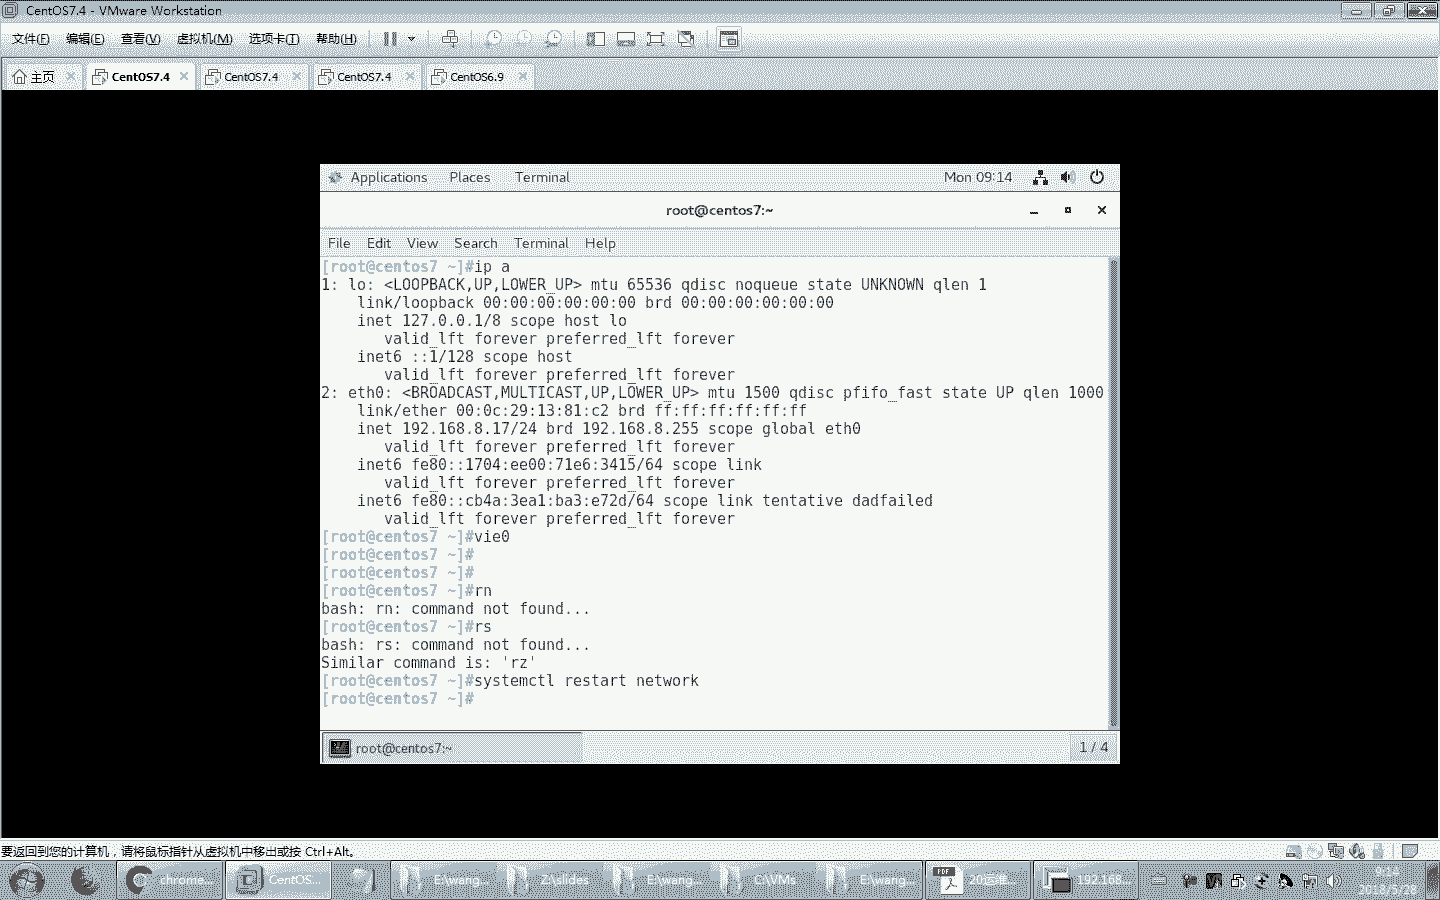 CentOS7.4 - VMware Workstation
文件(F) 编辑(E) 查看(V) 虚拟机(M) 选项卡(T) 帮助(H)
主页 CentOS7.4 CentOS7.4 CentOS7.4 CentOS6.9
Applications Places Terminal Mon 09:14
root@centos7:~
File Edit View Search Terminal Help
[root@centos7 ~]#ip a
1: lo: <LOOPBACK,UP,LOWER_UP> mtu 65536 qdisc noqueue state UNKNOWN qlen 1
    link/loopback 00:00:00:00:00:00 brd 00:00:00:00:00:00
    inet 127.0.0.1/8 scope host lo
       valid_lft forever preferred_lft forever
    inet6 ::1/128 scope host
       valid_lft forever preferred_lft forever
2: eth0: <BROADCAST,MULTICAST,UP,LOWER_UP> mtu 1500 qdisc pfifo_fast state UP qlen 1000
    link/ether 00:0c:29:13:81:c2 brd ff:ff:ff:ff:ff:ff
    inet 192.168.8.17/24 brd 192.168.8.255 scope global eth0
       valid_lft forever preferred_lft forever
    inet6 fe80::1704:ee00:71e6:3415/64 scope link
       valid_lft forever preferred_lft forever
    inet6 fe80::cb4a:3ea1:ba3:e72d/64 scope link tentative dadfailed
       valid_lft forever preferred_lft forever
[root@centos7 ~]#vie0
[root@centos7 ~]#
[root@centos7 ~]#
[root@centos7 ~]#rn
bash: rn: command not found...
[root@centos7 ~]#rs
bash: rs: command not found...
Similar command is: 'rz'
[root@centos7 ~]#systemctl restart network
[root@centos7 ~]#
root@centos7:~ 1 / 4
要返回到您的计算机，请将鼠标指针从虚拟机中移出或按 Ctrl+Alt。
chrome... CentOS... E:\wang... Z:\slides E:\wang... C:\VMs E:\wang... PDF 20运维... 192.168... 9:14
2018/5/28